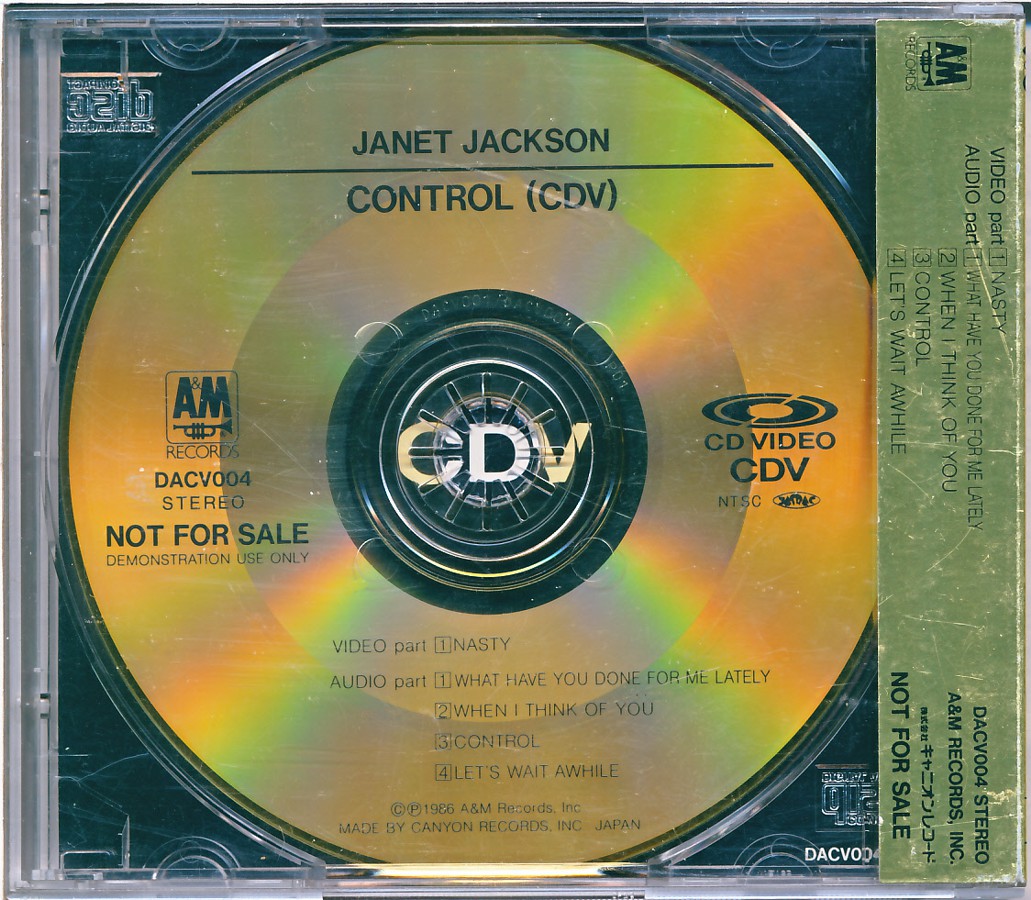 COMPACT
disc
DIGITAL AUDIO
JANET JACKSON
CONTROL (CDV)
CDV
A&M
RECORDS
DACV004
STEREO
NOT FOR SALE
DEMONSTRATION USE ONLY
CD VIDEO
CDV
NTSC JASRAC
VIDEO part 1 NASTY
AUDIO part 1 WHAT HAVE YOU DONE FOR ME LATELY
2 WHEN I THINK OF YOU
3 CONTROL
4 LET'S WAIT AWHILE
©℗1986 A&M Records, Inc
MADE BY CANYON RECORDS, INC JAPAN
DACV004
A&M
RECORDS
VIDEO part 1 NASTY
AUDIO part 1 WHAT HAVE YOU DONE FOR ME LATELY
2 WHEN I THINK OF YOU
3 CONTROL
4 LET'S WAIT AWHILE
DACV004 STEREO
A&M RECORDS, INC.
株式会社 キャニオンレコード
NOT FOR SALE